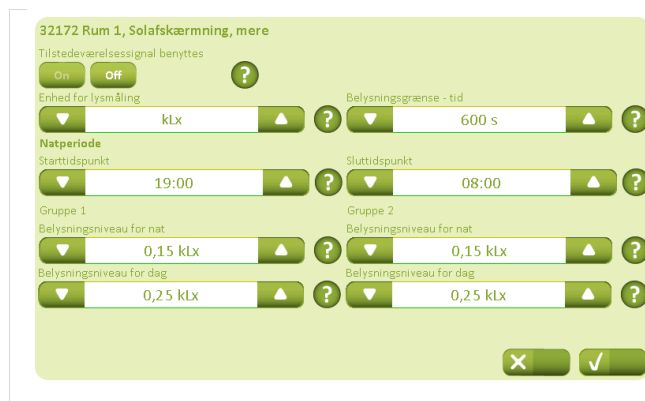 32172 Rum 1, Solafskærmning, mere
Tilstedeværelsessignal benyttes
On Off ?
Enhed for lysmåling Belysningsgrænse - tid
kLx ? 600 s ?
Natperiode
Starttidspunkt Sluttidspunkt
19:00 ? 08:00 ?
Gruppe 1 Gruppe 2
Belysningsniveau for nat Belysningsniveau for nat
0,15 kLx ? 0,15 kLx ?
Belysningsniveau for dag Belysningsniveau for dag
0,25 kLx ? 0,25 kLx ?